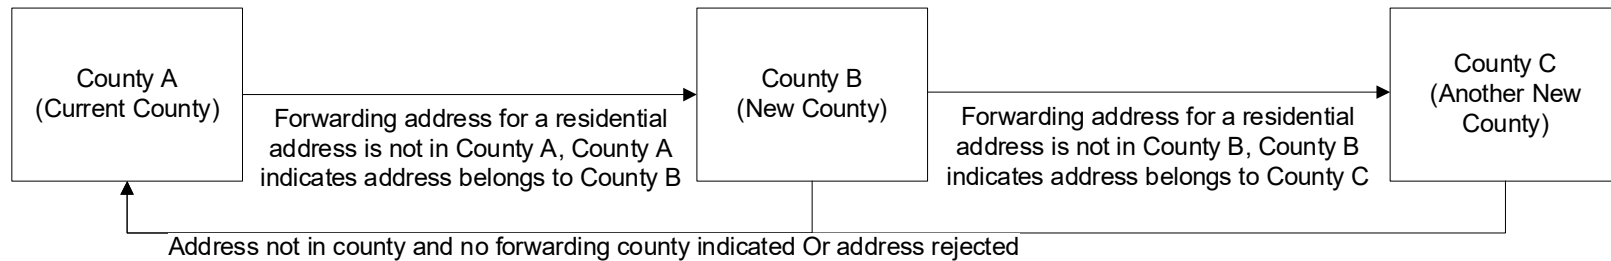 County A
(Current County)
Forwarding address for a residential
address is not in County A, County A
indicates address belongs to County B
County B
(New County)
Forwarding address for a residential
address is not in County B, County B
indicates address belongs to County C
County C
(Another New
County)
Address not in county and no forwarding county indicated Or address rejected